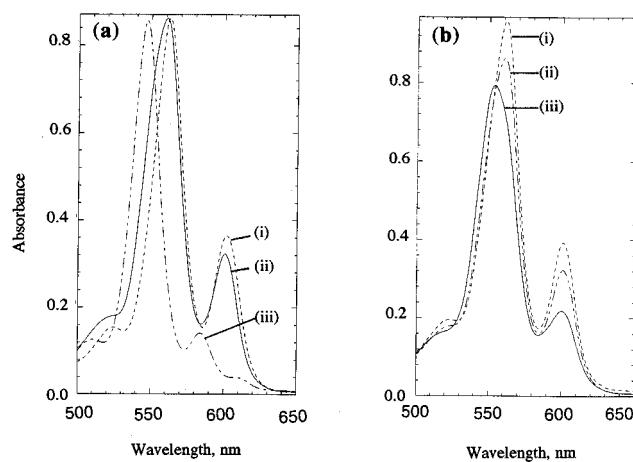 (a)
(i)
(ii)
(iii)
0.8
0.6
0.4
0.2
0.0
500
550
600
650
Absorbance
Wavelength, nm
(b)
(i)
(ii)
(iii)
0.8
0.6
0.4
0.2
0.0
500
550
600
650
Wavelength, nm